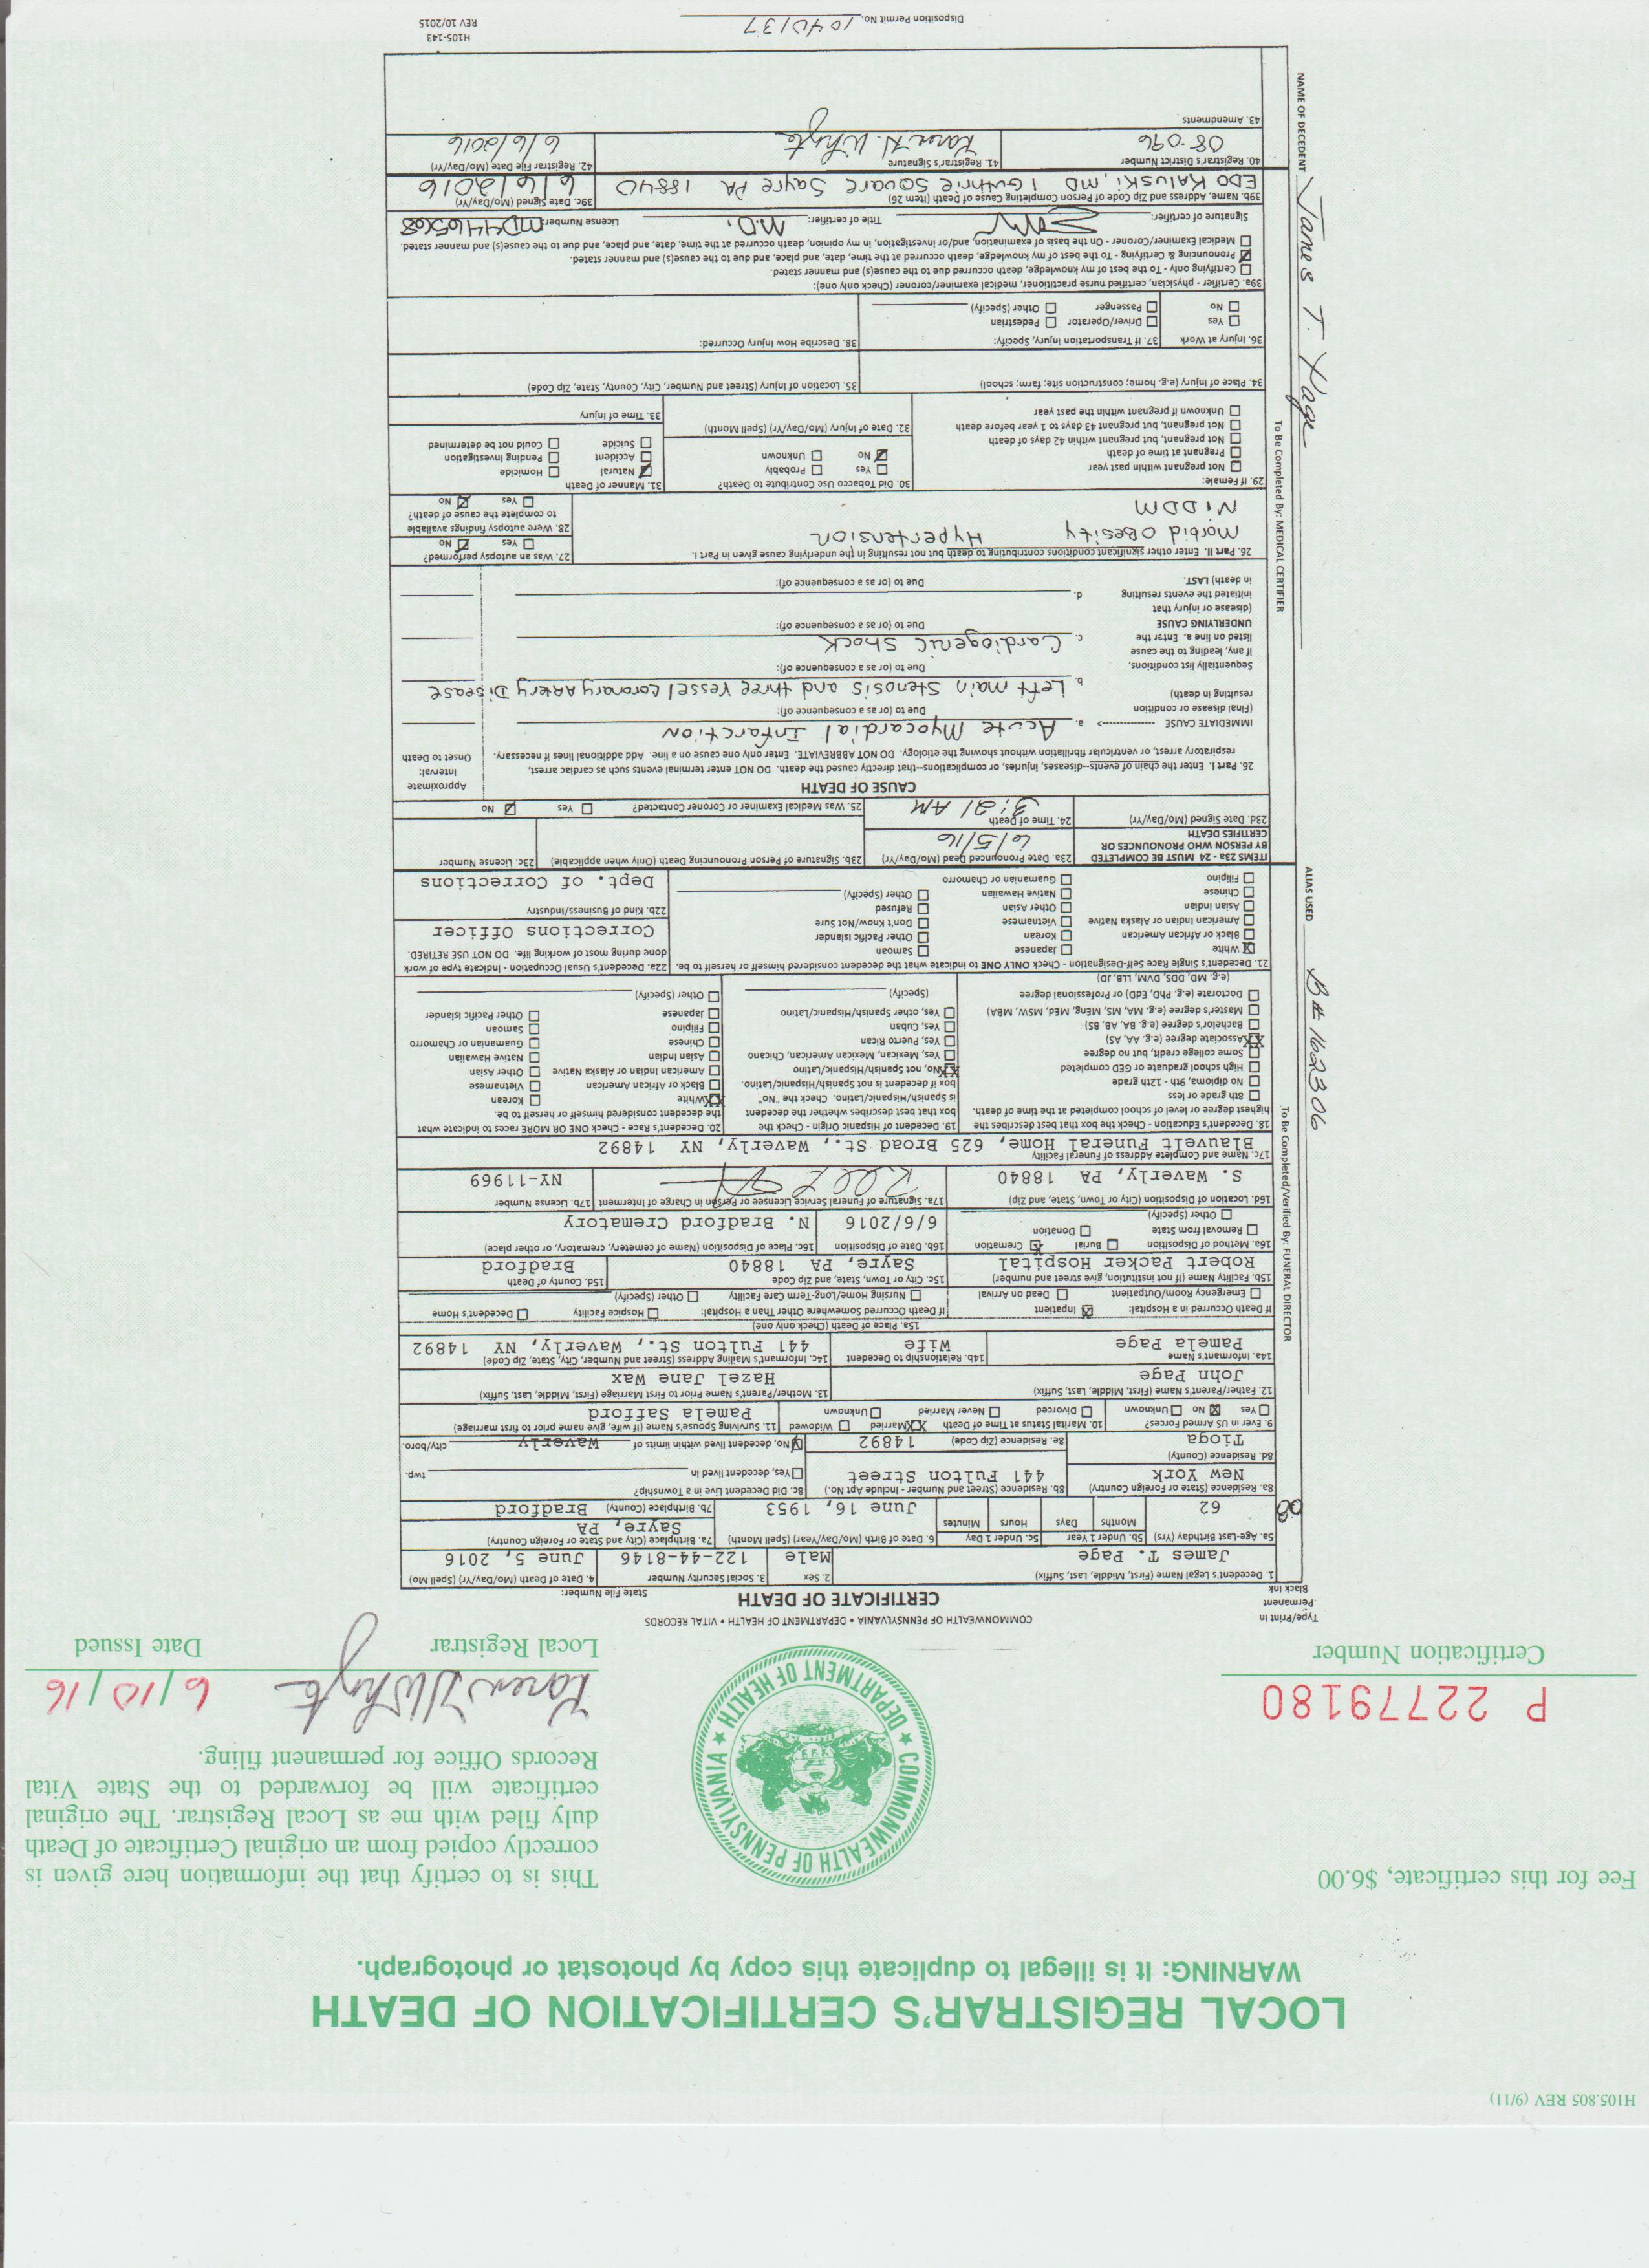 H105.805 REV (9/11)
LOCAL REGISTRAR'S CERTIFICATION OF DEATH
WARNING: It is illegal to duplicate this copy by photostat or photograph.
Fee for this certificate, $6.00
COMMONWEALTH OF PENNSYLVANIA
DEPARTMENT OF HEALTH
This is to certify that the information here given is
correctly copied from an original Certificate of Death
duly filed with me as Local Registrar. The original
certificate will be forwarded to the State Vital
Records Office for permanent filing.
P 22779180
Certification Number
Karen H Whyte 6/10/16
Local Registrar Date Issued
Type/Print In
Permanent
Black Ink
COMMONWEALTH OF PENNSYLVANIA • DEPARTMENT OF HEALTH • VITAL RECORDS
CERTIFICATE OF DEATH
State File Number:
1. Decedent's Legal Name (First, Middle, Last, Suffix) 2. Sex 3. Social Security Number 4. Date of Death (Mo/Day/Yr) (Spell Mo)
James T. Page Male 122-44-8146 June 5, 2016
5a. Age-Last Birthday (Yrs) 5b. Under 1 Year 5c. Under 1 Day 6. Date of Birth (Mo/Day/Year) (Spell Month) 7a. Birthplace (City and State or Foreign Country)
Months Days Hours Minutes Sayre, PA
08 62 June 16, 1953 7b. Birthplace (County) Bradford
8a. Residence (State or Foreign Country) 8b. Residence (Street and Number - Include Apt No.) 8c. Did Decedent Live in a Township?
New York 441 Fulton Street Yes, decedent lived in twp.
8d. Residence (County)
Tioga 8e. Residence (Zip Code) 14892 No, decedent lived within limits of Waverly city/boro.
9. Ever in US Armed Forces? 10. Marital Status at Time of Death XX Married Widowed 11. Surviving Spouse's Name (If wife, give name prior to first marriage)
Yes X No Unknown Divorced Never Married Unknown Pamela Safford
12. Father/Parent's Name (First, Middle, Last, Suffix) 13. Mother/Parent's Name Prior to First Marriage (First, Middle, Last, Suffix)
John Page Hazel Jane Wax
14a. Informant's Name 14b. Relationship to Decedent 14c. Informant's Mailing Address (Street and Number, City, State, Zip Code)
Pamela Page Wife 441 Fulton St., Waverly, NY 14892
15a. Place of Death (Check only one)
If Death Occurred in a Hospital: X Inpatient If Death Occurred Somewhere Other Than a Hospital: Hospice Facility Decedent's Home
Emergency Room/Outpatient Dead on Arrival Nursing Home/Long-Term Care Facility Other (Specify)
15b. Facility Name (If not institution, give street and number) 15c. City or Town, State, and Zip Code 15d. County of Death
Robert Packer Hospital Sayre, PA 18840 Bradford
16a. Method of Disposition Burial X Cremation 16b. Date of Disposition 16c. Place of Disposition (Name of cemetery, crematory, or other place)
Removal from State Donation
Other (Specify) 6/6/2016 N. Bradford Crematory
16d. Location of Disposition (City or Town, State, and Zip) 17a. Signature of Funeral Service Licensee or Person in Charge of Interment 17b. License Number
S. Waverly, PA 18840 NY-11969
17c. Name and Complete Address of Funeral Facility
Blauvelt Funeral Home, 625 Broad St., Waverly, NY 14892
18. Decedent's Education - Check the box that best describes the
highest degree or level of school completed at the time of death.
8th grade or less
No diploma, 9th - 12th grade
High school graduate or GED completed
Some college credit, but no degree
XX Associate degree (e.g. AA, AS)
Bachelor's degree (e.g. BA, AB, BS)
Master's degree (e.g. MA, MS, MEng, MEd, MSW, MBA)
Doctorate (e.g. PhD, EdD) or Professional degree
(e.g. MD, DDS, DVM, LLB, JD)
19. Decedent of Hispanic Origin - Check the
box that best describes whether the decedent
is Spanish/Hispanic/Latino. Check the "No"
box if decedent is not Spanish/Hispanic/Latino.
XX No, not Spanish/Hispanic/Latino
Yes, Mexican, Mexican American, Chicano
Yes, Puerto Rican
Yes, Cuban
Yes, other Spanish/Hispanic/Latino
(Specify)
20. Decedent's Race - Check ONE OR MORE races to indicate what
the decedent considered himself or herself to be.
XX White Korean
Black or African American Vietnamese
American Indian or Alaska Native Other Asian
Asian Indian Native Hawaiian
Chinese Guamanian or Chamorro
Filipino Samoan
Japanese Other Pacific Islander
Other (Specify)
21. Decedent's Single Race Self-Designation - Check ONLY ONE to indicate what the decedent considered himself or herself to be.
X White Japanese Samoan
Black or African American Korean Other Pacific Islander
American Indian or Alaska Native Vietnamese Don't Know/Not Sure
Asian Indian Other Asian Refused
Chinese Native Hawaiian Other (Specify)
Filipino Guamanian or Chamorro
22a. Decedent's Usual Occupation - Indicate type of work
done during most of working life. DO NOT USE RETIRED.
Corrections Officer
22b. Kind of Business/Industry
Dept. of Corrections
ITEMS 23a - 24 MUST BE COMPLETED
BY PERSON WHO PRONOUNCES OR
CERTIFIES DEATH
23a. Date Pronounced Dead (Mo/Day/Yr) 23b. Signature of Person Pronouncing Death (Only when applicable) 23c. License Number
6/5/16
23d. Date Signed (Mo/Day/Yr) 24. Time of Death
3:21 AM 25. Was Medical Examiner or Coroner Contacted? Yes No
CAUSE OF DEATH
Approximate
Interval:
Onset to Death
26. Part I. Enter the chain of events--diseases, injuries, or complications--that directly caused the death. DO NOT enter terminal events such as cardiac arrest,
respiratory arrest, or ventricular fibrillation without showing the etiology. DO NOT ABBREVIATE. Enter only one cause on a line. Add additional lines if necessary.
IMMEDIATE CAUSE --------------> a. Acute Myocardial Infarction
(Final disease or condition Due to (or as a consequence of):
resulting in death)
b. Left main Stenosis and three vessel coronary ARtery Disease
Sequentially list conditions, Due to (or as a consequence of):
if any, leading to the cause
listed on line a. Enter the c. Cardiogenic Shock
UNDERLYING CAUSE Due to (or as a consequence of):
(disease or injury that
initiated the events resulting d.
in death) LAST. Due to (or as a consequence of):
26. Part II. Enter other significant conditions contributing to death but not resulting in the underlying cause given in Part I.
Morbid Obesity Hypertension
NIDDM
27. Was an autopsy performed?
Yes No
28. Were autopsy findings available
to complete the cause of death?
Yes No
29. If Female:
Not pregnant within past year
Pregnant at time of death
Not pregnant, but pregnant within 42 days of death
Not pregnant, but pregnant 43 days to 1 year before death
Unknown if pregnant within the past year
30. Did Tobacco Use Contribute to Death?
Yes Probably
No Unknown
31. Manner of Death
Natural Homicide
Accident Pending Investigation
Suicide Could not be determined
32. Date of Injury (Mo/Day/Yr) (Spell Month)
33. Time of Injury
34. Place of Injury (e.g. home; construction site; farm; school) 35. Location of Injury (Street and Number, City, County, State, Zip Code)
36. Injury at Work 37. If Transportation Injury, Specify: 38. Describe How Injury Occurred:
Yes Driver/Operator Pedestrian
No Passenger Other (Specify)
39a. Certifier - physician, certified nurse practitioner, medical examiner/coroner (Check only one):
Certifying only - To the best of my knowledge, death occurred due to the cause(s) and manner stated.
Pronouncing & Certifying - To the best of my knowledge, death occurred at the time, date, and place, and due to the cause(s) and manner stated.
Medical Examiner/Coroner - On the basis of examination, and/or investigation, in my opinion, death occurred at the time, date, and place, and due to the cause(s) and manner stated.
Signature of certifier: Title of certifier: M.D. License Number:
39b. Name, Address and Zip Code of Person Completing Cause of Death (Item 26) 39c. Date Signed (Mo/Day/Yr)
EDO KALUSKI, MD 1 Guthrie Square Sayre PA 18840 6/6/2016
40. Registrar's District Number 41. Registrar's Signature 42. Registrar File Date (Mo/Day/Yr)
08-096 Karen H. Whyte 6/6/2016
43. Amendments
To Be Completed/Verified By: FUNERAL DIRECTOR
ALIAS USED B# 162306
To Be Completed By: MEDICAL CERTIFIER
NAME OF DECEDENT James T. Page
Disposition Permit No. 1040137
H105-143
REV 10/2015